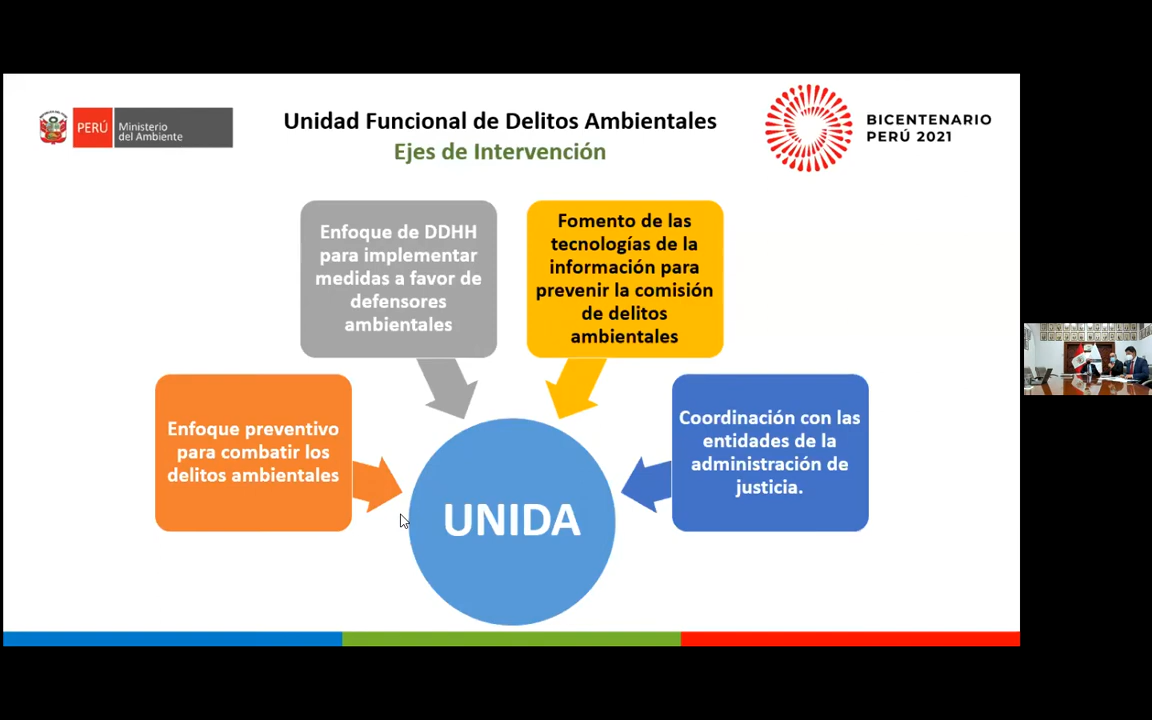 PERÚ
Ministerio
del Ambiente
Unidad Funcional de Delitos Ambientales
Ejes de Intervención
BICENTENARIO
PERÚ 2021
Enfoque de DDHH
para implementar
medidas a favor de
defensores
ambientales
Fomento de las
tecnologías de la
información para
prevenir la comisión
de delitos
ambientales
Enfoque preventivo
para combatir los
delitos ambientales
Coordinación con las
entidades de la
administración de
justicia.
UNIDA